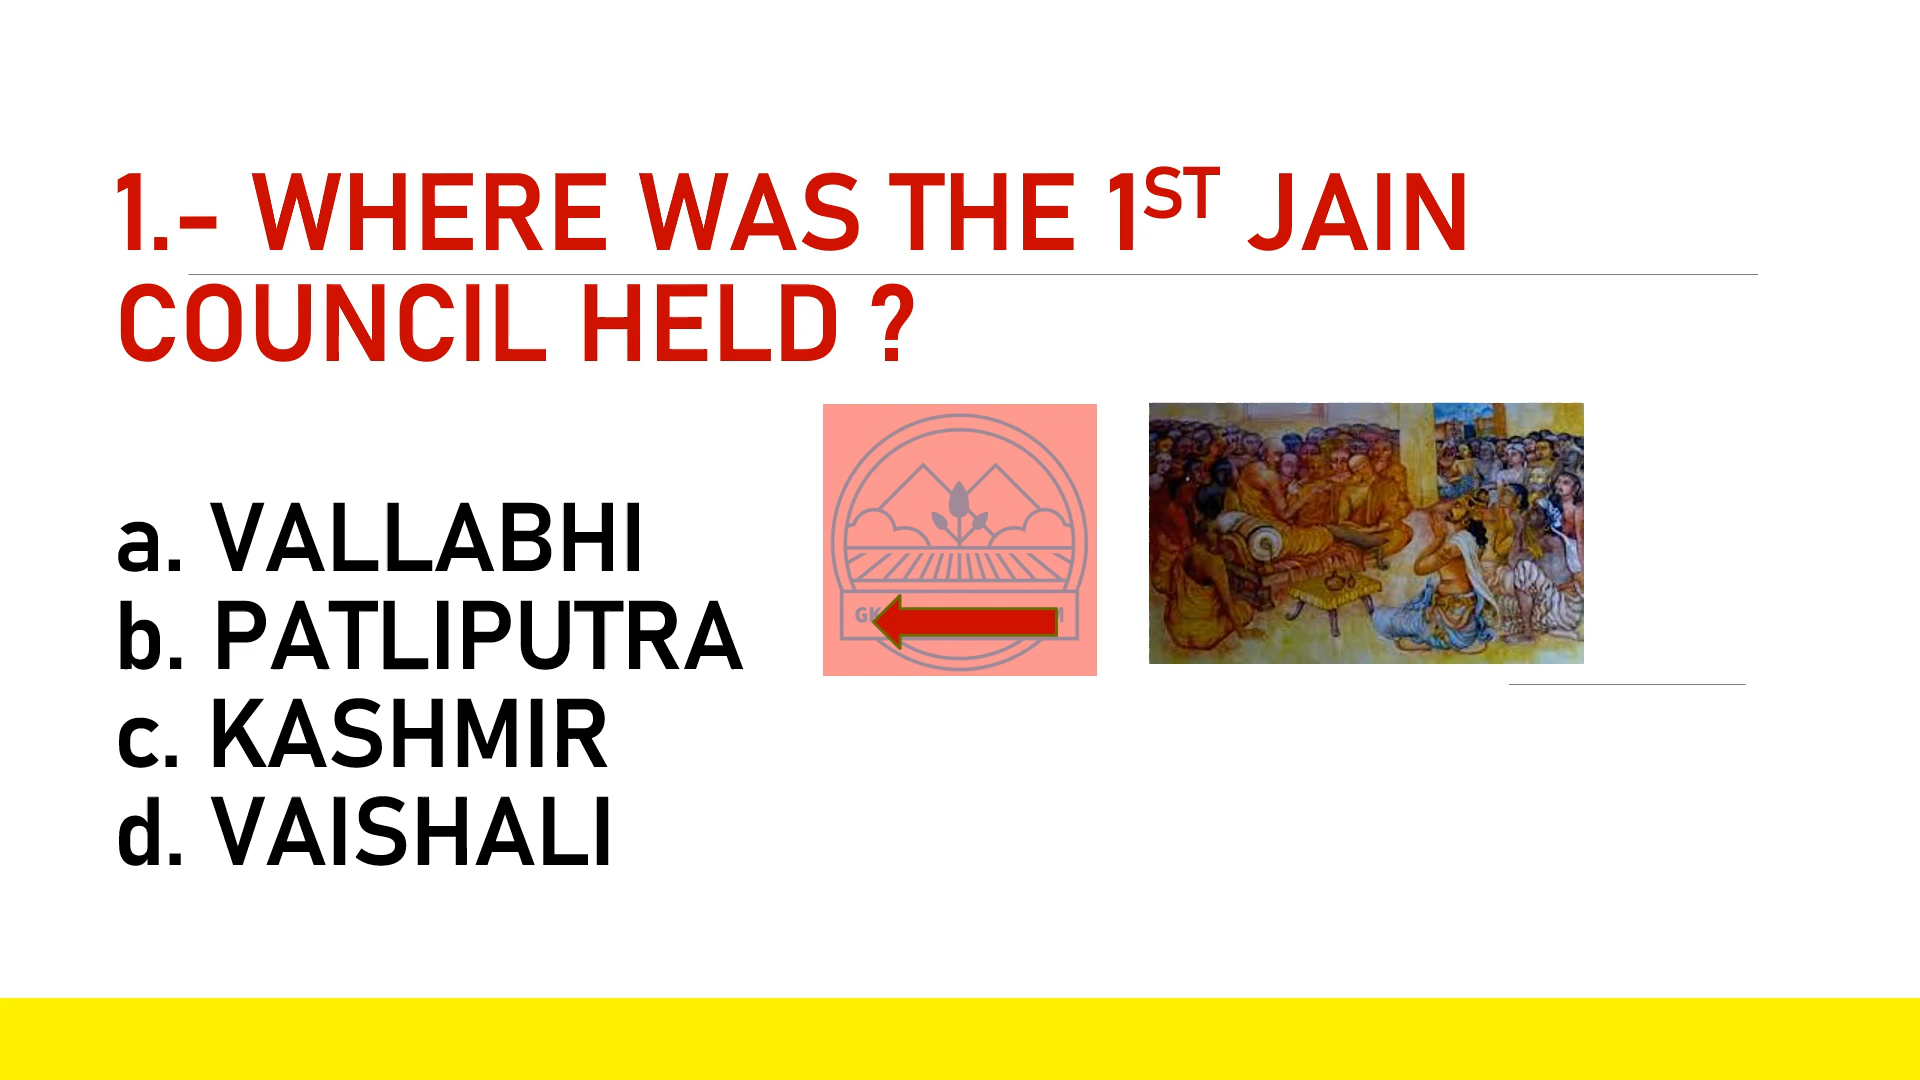 1.- WHERE WAS THE 1ST JAIN
COUNCIL HELD ?
a. VALLABHI
b. PATLIPUTRA
c. KASHMIR
d. VAISHALI